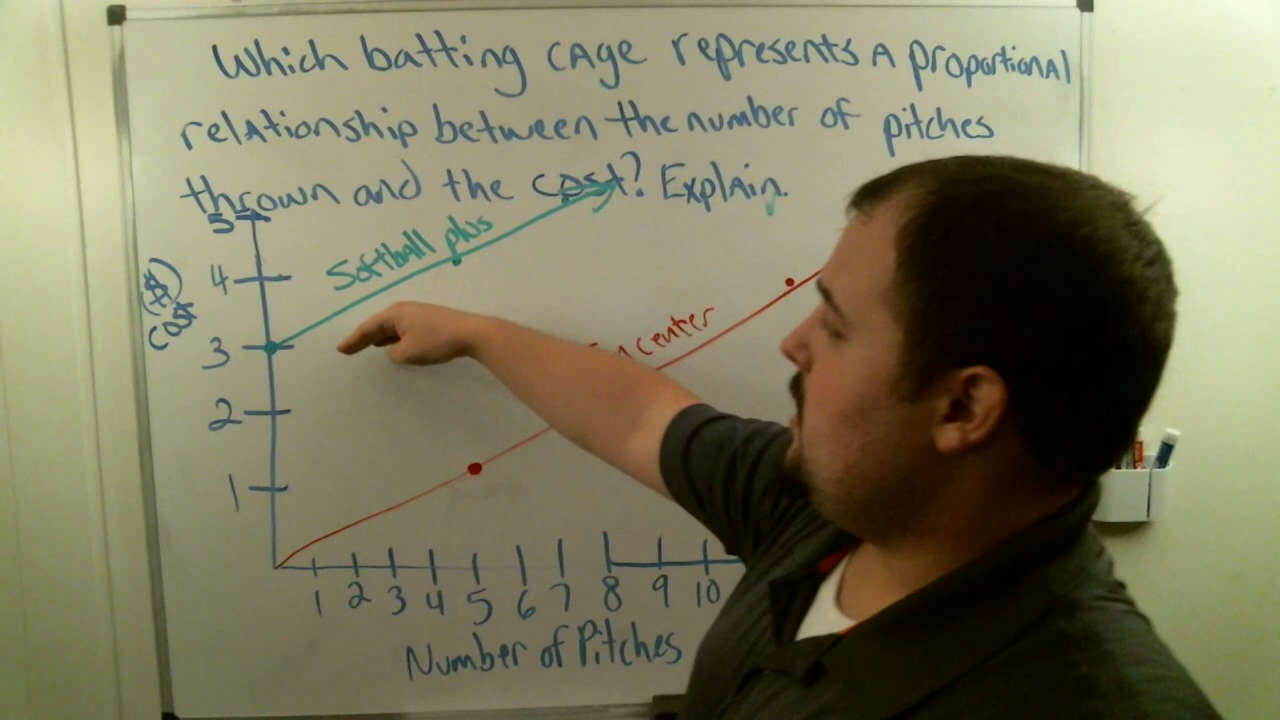 Which batting cage represents a proportional
relationship between the number of pitches
thrown and the cost? Explain.
5
Softball plus
4
($)
cost
3
center
2
1
1 2 3 4 5 6 7 8 9 10
Number of Pitches